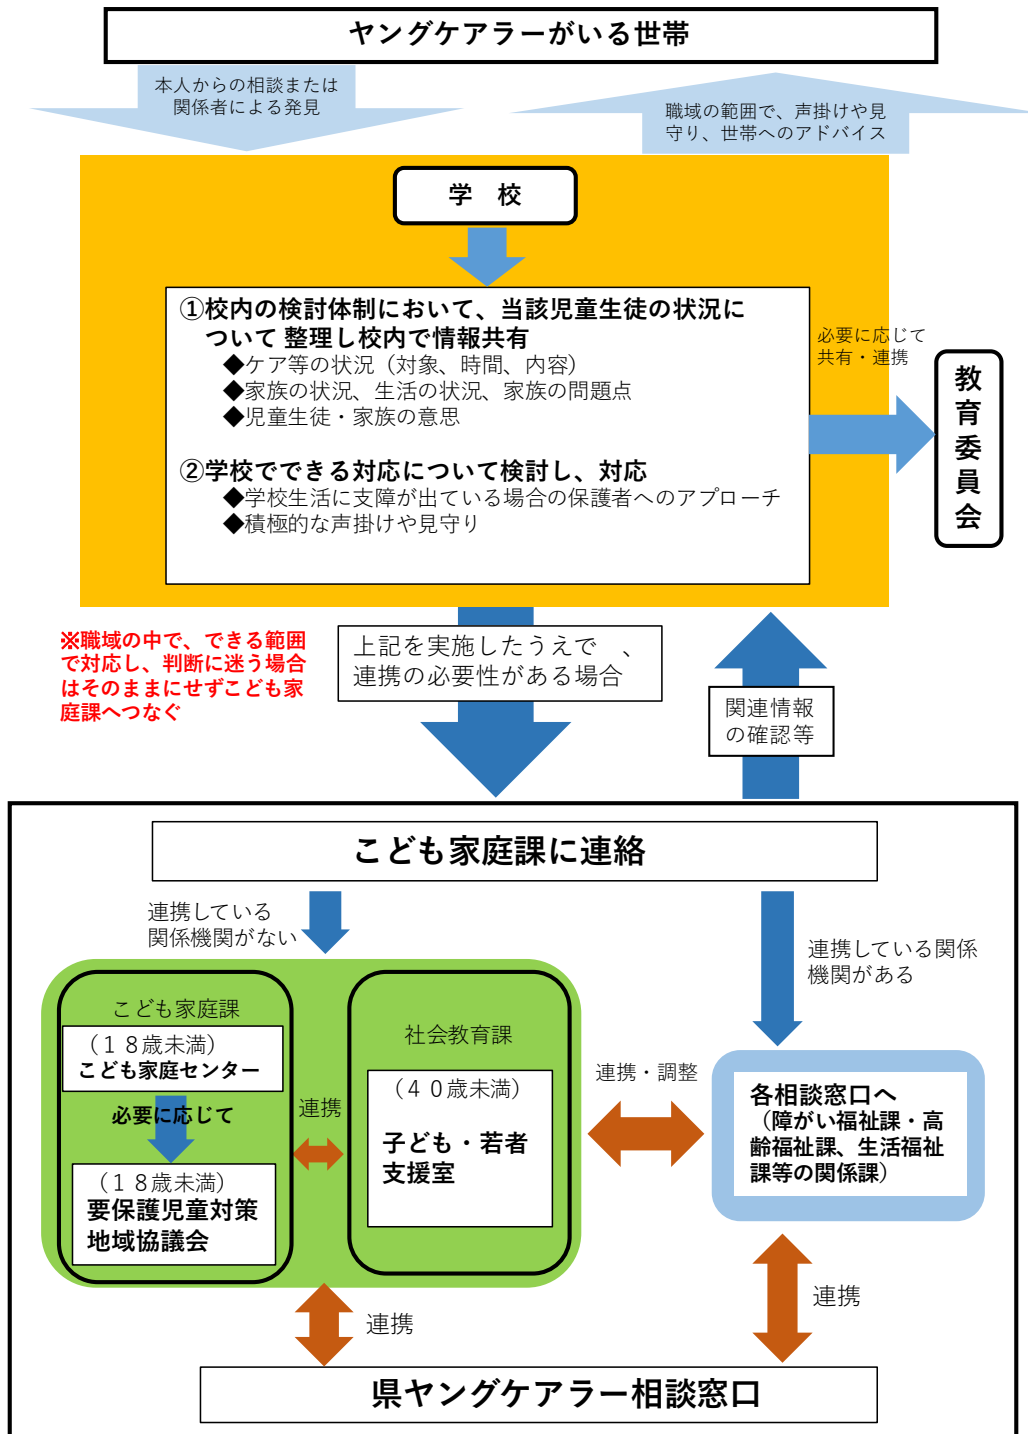 ヤングケアラーがいる世帯
本人からの相談または
関係者による発見
職域の範囲で、声掛けや見
守り、世帯へのアドバイス
学　校
①校内の検討体制において、当該児童生徒の状況に
ついて 整理し校内で情報共有
◆ケア等の状況（対象、時間、内容）
◆家族の状況、生活の状況、家族の問題点
◆児童生徒・家族の意思
②学校でできる対応について検討し、対応
◆学校生活に支障が出ている場合の保護者へのアプローチ
◆積極的な声掛けや見守り
必要に応じて
共有・連携
教育委員会
※職域の中で、できる範囲
で対応し、判断に迷う場合
はそのままにせずこども家
庭課へつなぐ
上記を実施したうえで　、
連携の必要性がある場合
関連情報
の確認等
こども家庭課に連絡
連携している
関係機関がない
連携している関係
機関がある
こども家庭課
（１８歳未満）
こども家庭センター
必要に応じて
（１８歳未満）
要保護児童対策
地域協議会
連携
社会教育課
（４０歳未満）
子ども・若者
支援室
連携・調整
各相談窓口へ
（障がい福祉課・高
齢福祉課、生活福祉
課等の関係課）
連携
連携
県ヤングケアラー相談窓口